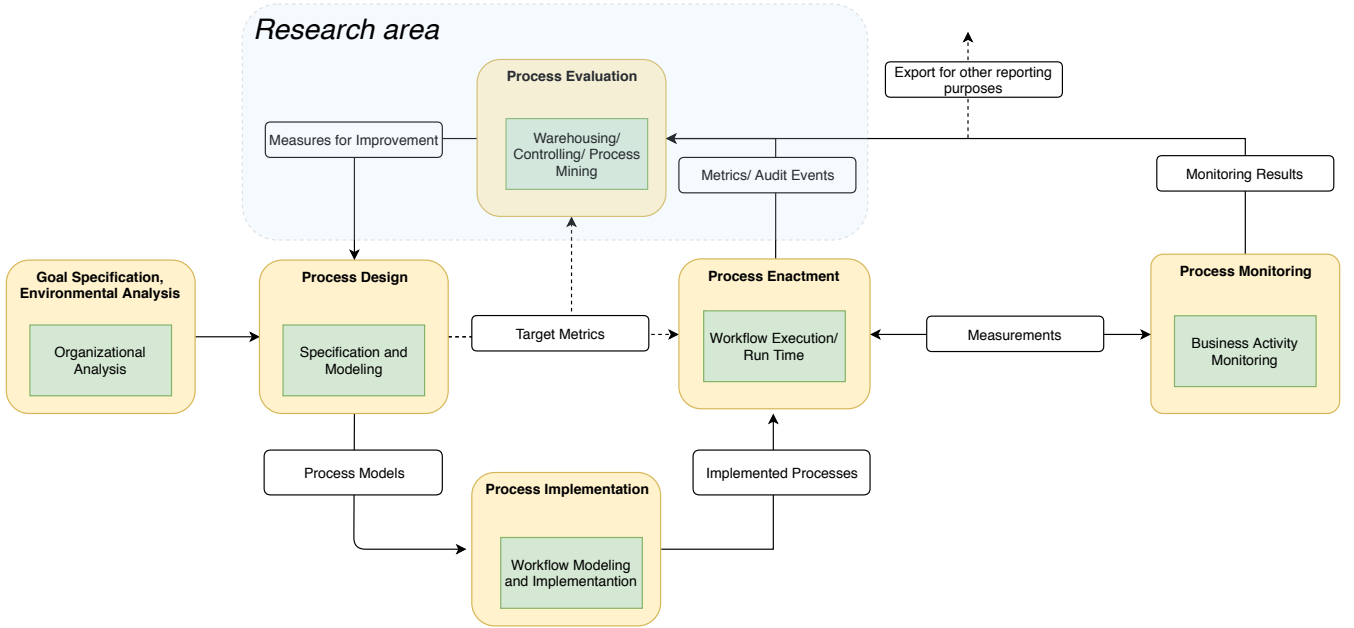 Research area
Process Evaluation
Export for other reporting
purposes
Measures for Improvement
Warehousing/
Controlling/ Process
Mining
Metrics/ Audit Events
Monitoring Results
Goal Specification,
Environmental Analysis
Organizational
Analysis
Process Design
Specification and
Modeling
Target Metrics
Process Enactment
Workflow Execution/
Run Time
Measurements
Process Monitoring
Business Activity
Monitoring
Process Models
Process Implementation
Workflow Modeling
and Implementantion
Implemented Processes